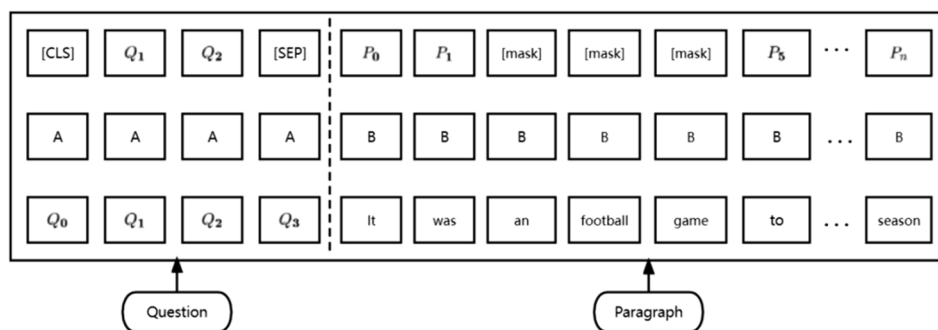 [CLS] Q1 Q2 [SEP] P0 P1 [mask] [mask] [mask] P5 ... Pn
A A A A B B B B B B ... B
Q0 Q1 Q2 Q3 It was an football game to ... season
Question Paragraph